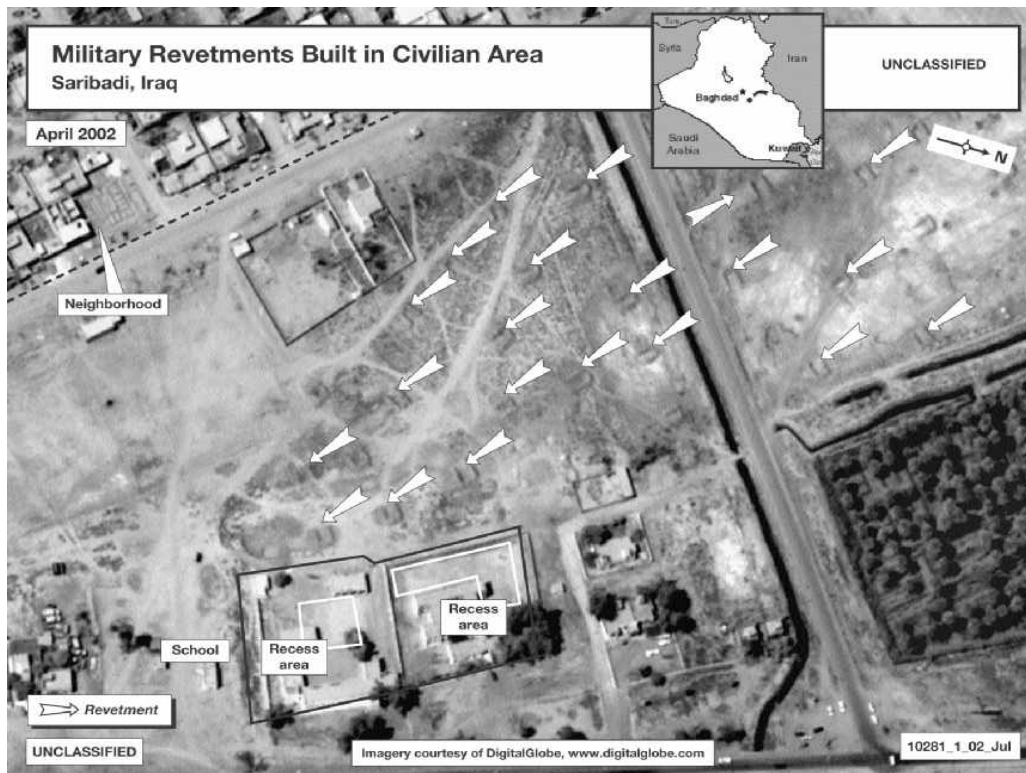 Military Revetments Built in Civilian Area
Saribadi, Iraq
UNCLASSIFIED
Syria
Iran
Baghdad
Saudi
Arabia
Kuwait
April 2002
N
Neighborhood
School
Recess
area
Recess
area
Revetment
UNCLASSIFIED
Imagery courtesy of DigitalGlobe, www.digitalglobe.com
10281_1_02_Jul